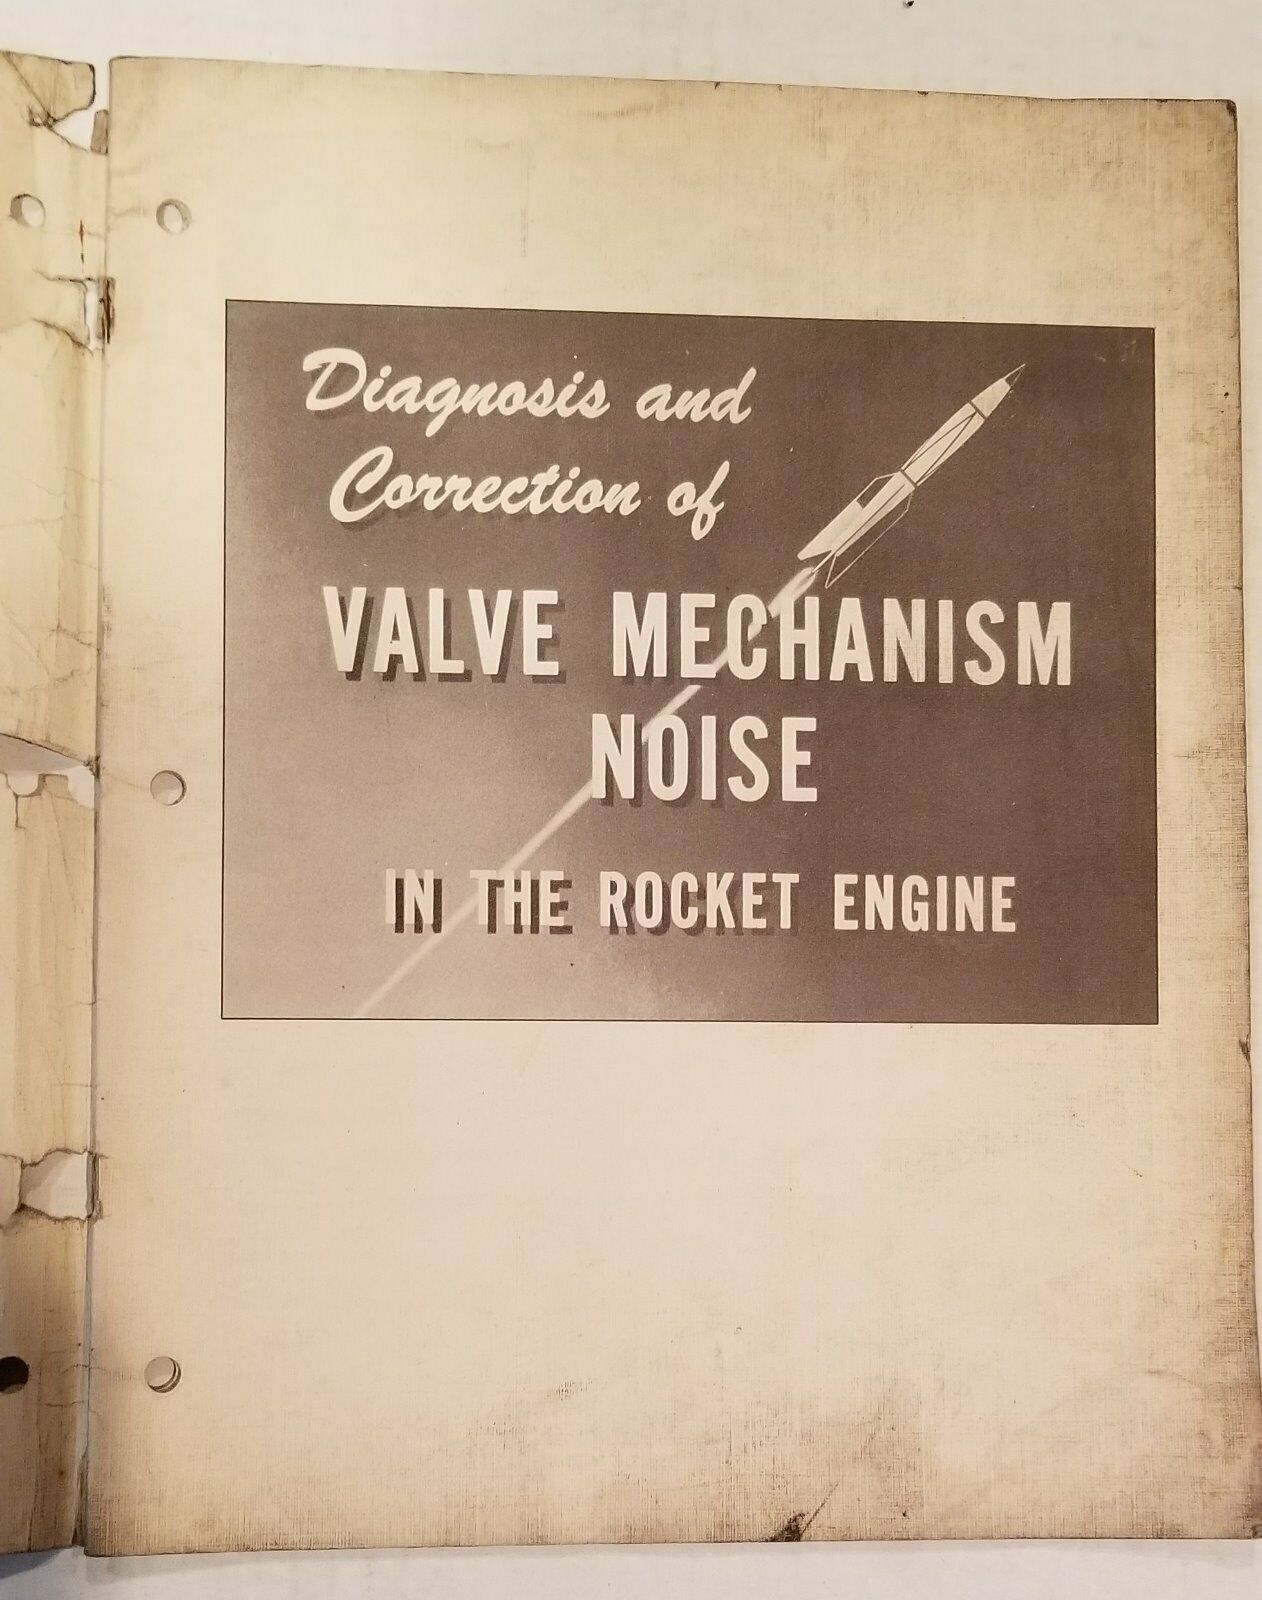 Diagnosis and
Correction of
VALVE MECHANISM
NOISE
IN THE ROCKET ENGINE